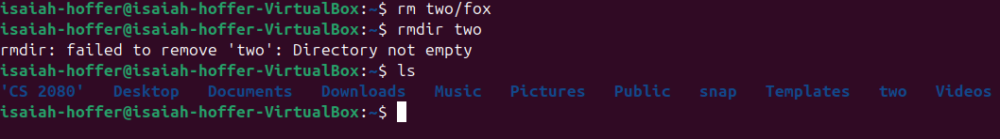 isaiah-hoffer@isaiah-hoffer-VirtualBox:~$ rm two/fox
isaiah-hoffer@isaiah-hoffer-VirtualBox:~$ rmdir two
rmdir: failed to remove 'two': Directory not empty
isaiah-hoffer@isaiah-hoffer-VirtualBox:~$ ls
'CS 2080'  Desktop  Documents  Downloads  Music  Pictures  Public  snap  Templates  two  Videos
isaiah-hoffer@isaiah-hoffer-VirtualBox:~$